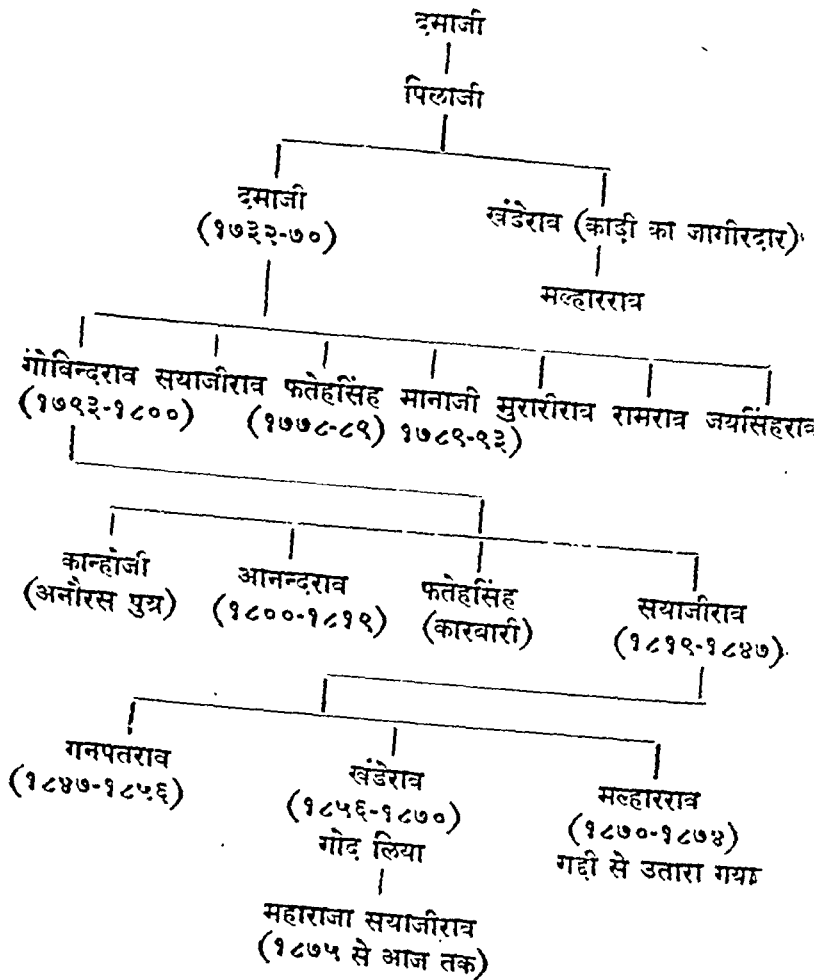 दमाजी
पिलाजी
दमाजी
(१७३२-७०)
खंडेराव (काड़ी का जागीरदार)
मल्हारराव
गोविन्दराव सयाजीराव फतेहसिंह मानाजी मुरारीराव रामराव जयसिंहराव
(१७९३-१८००) (१७७८-८९) १७८९-९३)
कान्होजी आनन्दराव फतेहसिंह सयाजीराव
(अनौरस पुत्र) (१८००-१८१९) (कारबारी) (१८१९-१८४७)
गनपतराव खंडेराव मल्हारराव
(१८४७-१८५६) (१८५६-१८७०) (१८७०-१८७४)
गोद लिया गद्दी से उतारा गया
महाराजा सयाजीराव
(१८७५ से आज तक)